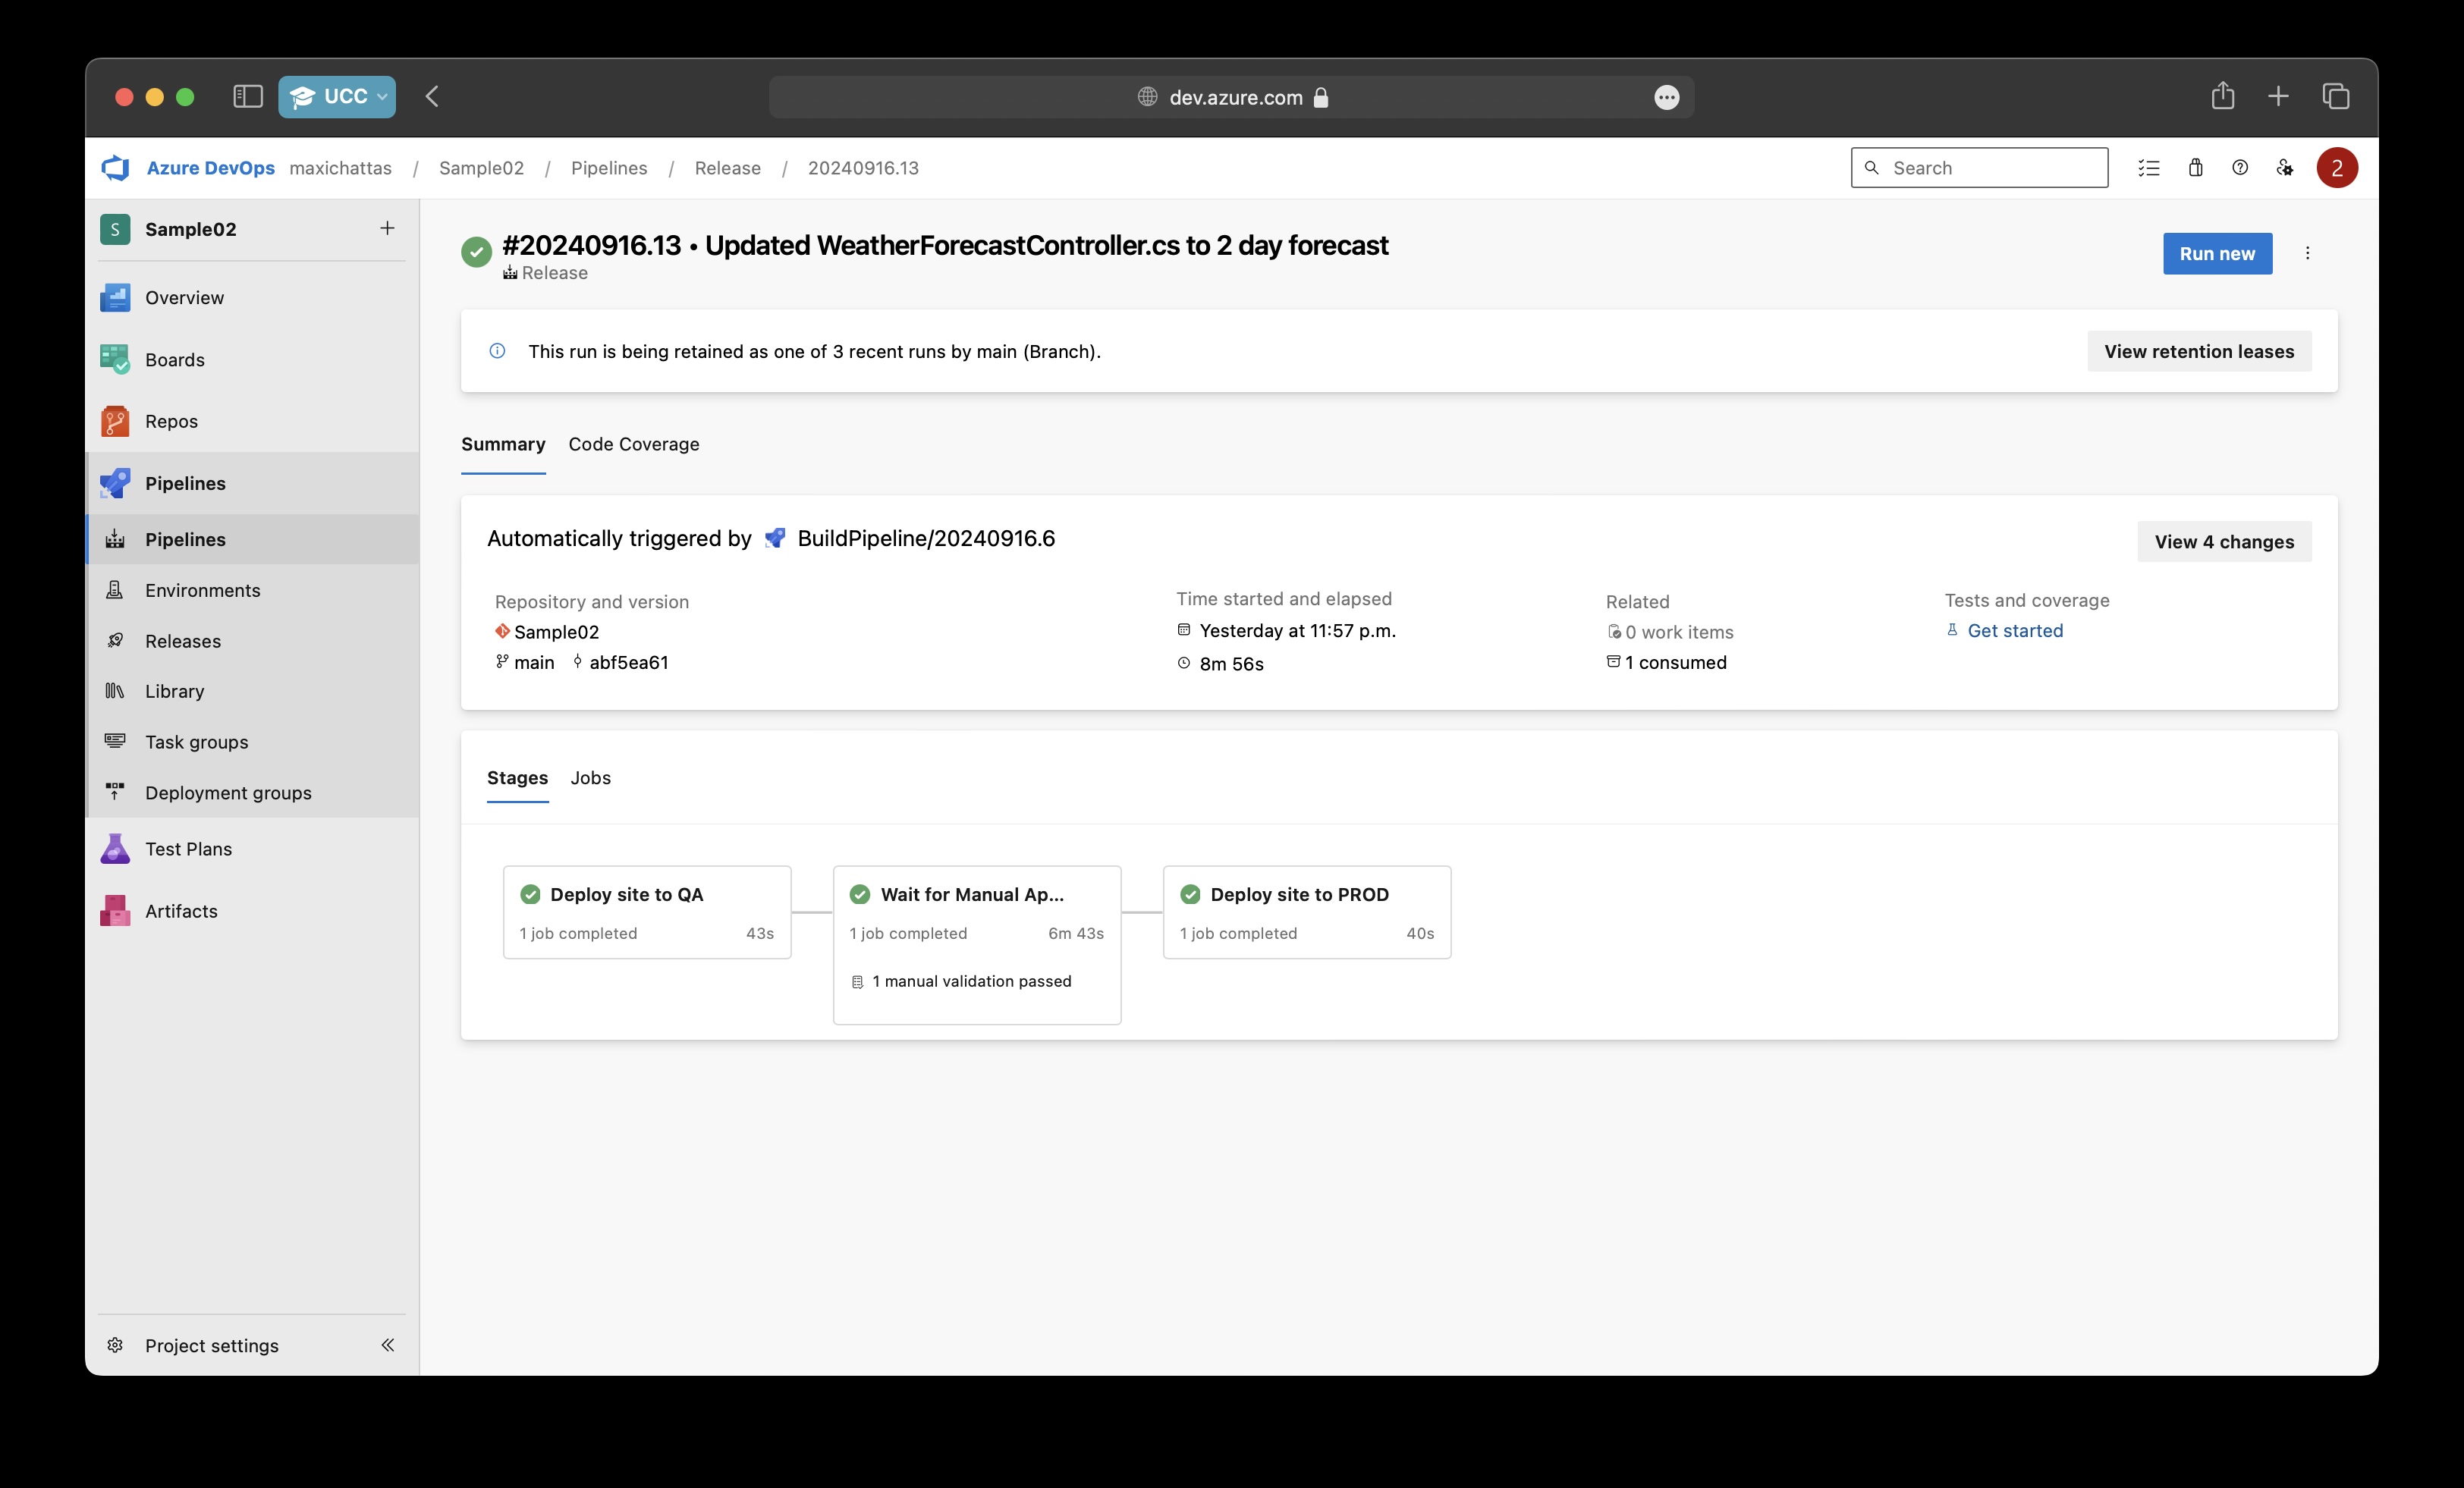 UCC
dev.azure.com
Azure DevOps maxichattas / Sample02 / Pipelines / Release / 20240916.13
Search
2
S Sample02
Overview
Boards
Repos
Pipelines
Pipelines
Environments
Releases
Library
Task groups
Deployment groups
Test Plans
Artifacts
Project settings
#20240916.13 • Updated WeatherForecastController.cs to 2 day forecast
Release
Run new
This run is being retained as one of 3 recent runs by main (Branch).
View retention leases
Summary Code Coverage
Automatically triggered by BuildPipeline/20240916.6
View 4 changes
Repository and version
Sample02
main abf5ea61
Time started and elapsed
Yesterday at 11:57 p.m.
8m 56s
Related
0 work items
1 consumed
Tests and coverage
Get started
Stages Jobs
Deploy site to QA
1 job completed 43s
Wait for Manual Ap...
1 job completed 6m 43s
1 manual validation passed
Deploy site to PROD
1 job completed 40s